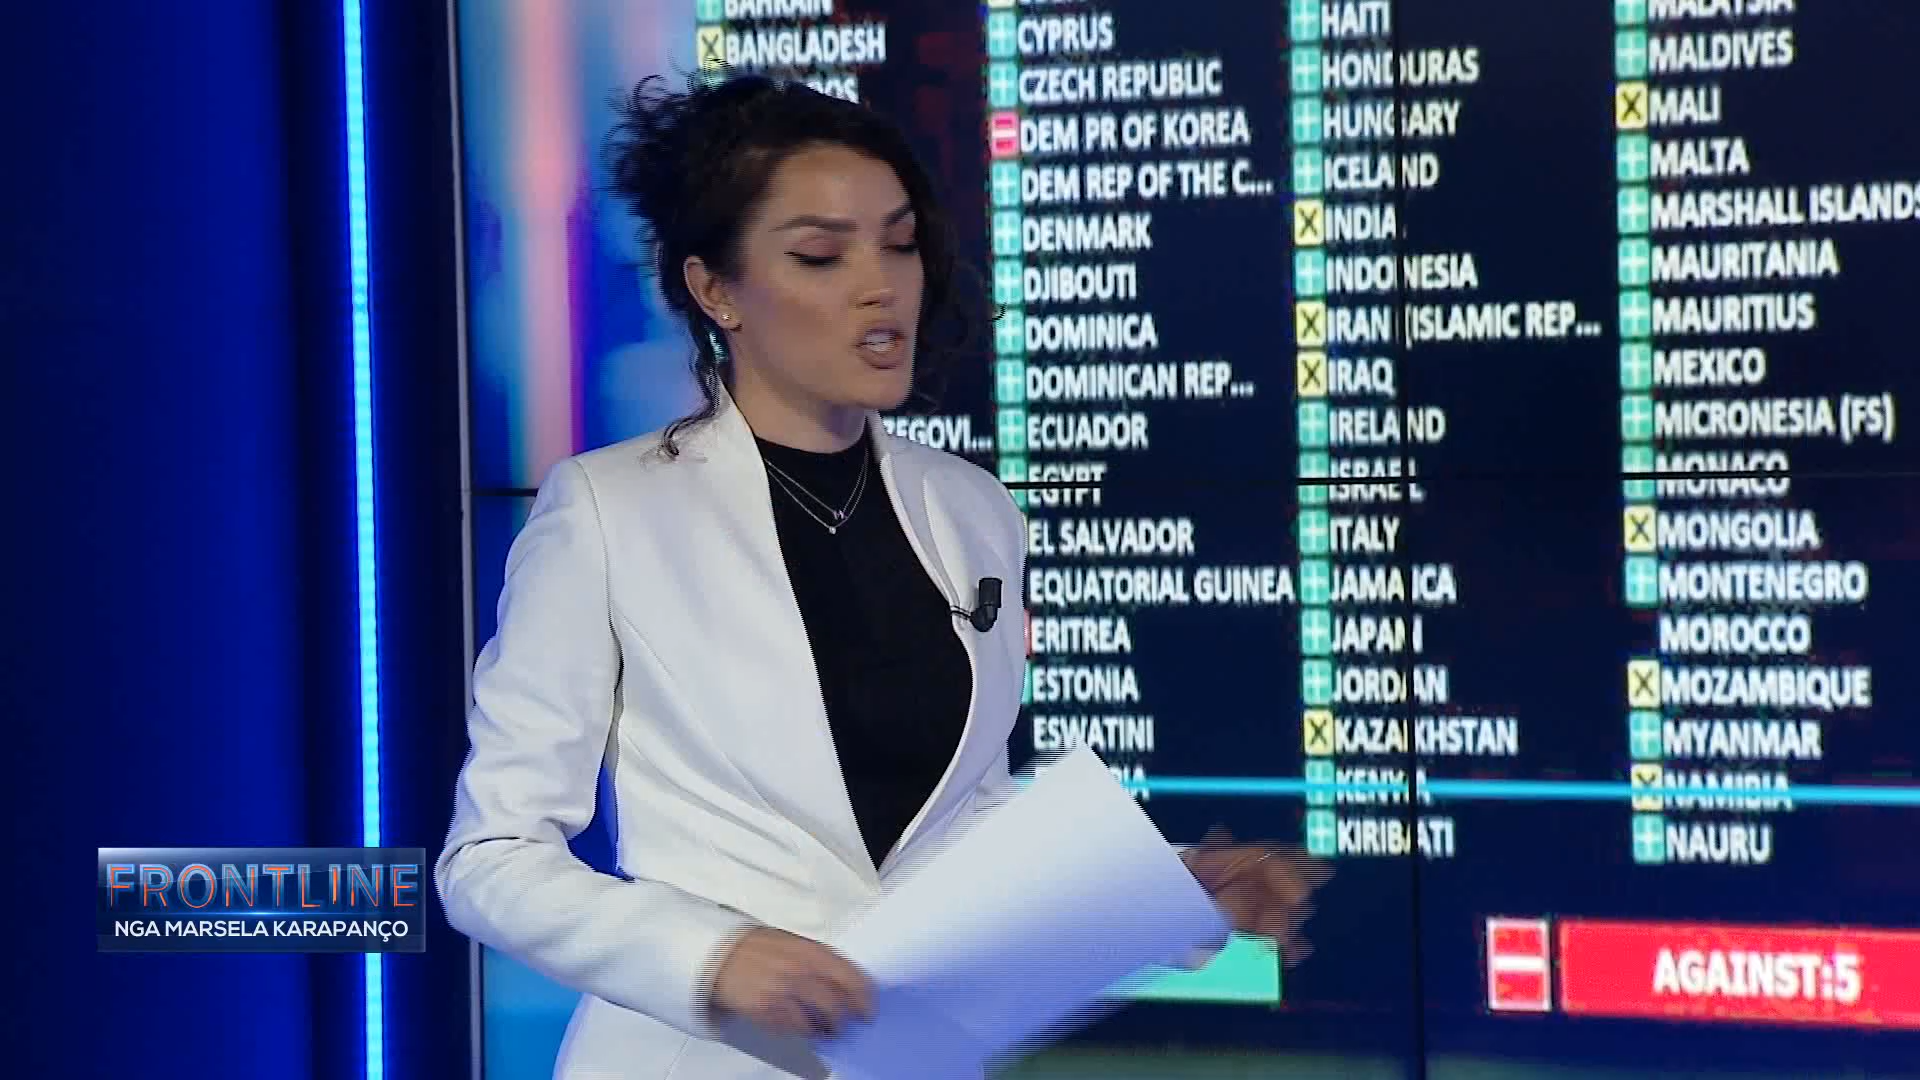 BAHRAIN
BANGLADESH
ZEGOVI...
CYPRUS
CZECH REPUBLIC
DEM PR OF KOREA
DEM REP OF THE C...
DENMARK
DJIBOUTI
DOMINICA
DOMINICAN REP...
ECUADOR
EGYPT
EL SALVADOR
EQUATORIAL GUINEA
ERITREA
ESTONIA
ESWATINI
HAITI
HONDURAS
HUNGARY
ICELAND
INDIA
INDONESIA
IRAN (ISLAMIC REP...
IRAQ
IRELAND
ISRAEL
ITALY
JAMAICA
JAPAN
JORDAN
KAZAKHSTAN
KENYA
KIRIBATI
MALAYSIA
MALDIVES
MALI
MALTA
MARSHALL ISLANDS
MAURITANIA
MAURITIUS
MEXICO
MICRONESIA (FS)
MONACO
MONGOLIA
MONTENEGRO
MOROCCO
MOZAMBIQUE
MYANMAR
NAMIBIA
NAURU
AGAINST:5
FRONTLINE
NGA MARSELA KARAPANÇO